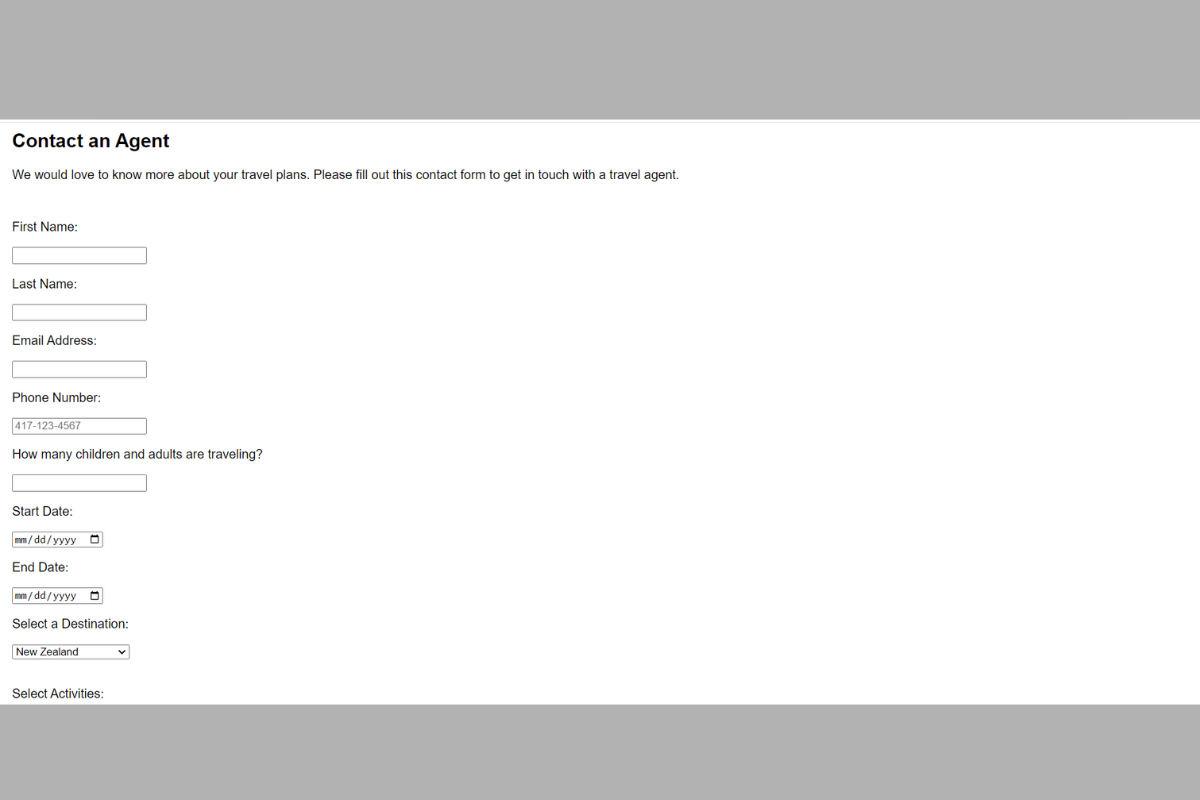 Contact an Agent
We would love to know more about your travel plans. Please fill out this contact form to get in touch with a travel agent.
First Name:
Last Name:
Email Address:
Phone Number:
417-123-4567
How many children and adults are traveling?
Start Date:
mm/dd/yyyy
End Date:
mm/dd/yyyy
Select a Destination:
New Zealand
Select Activities: